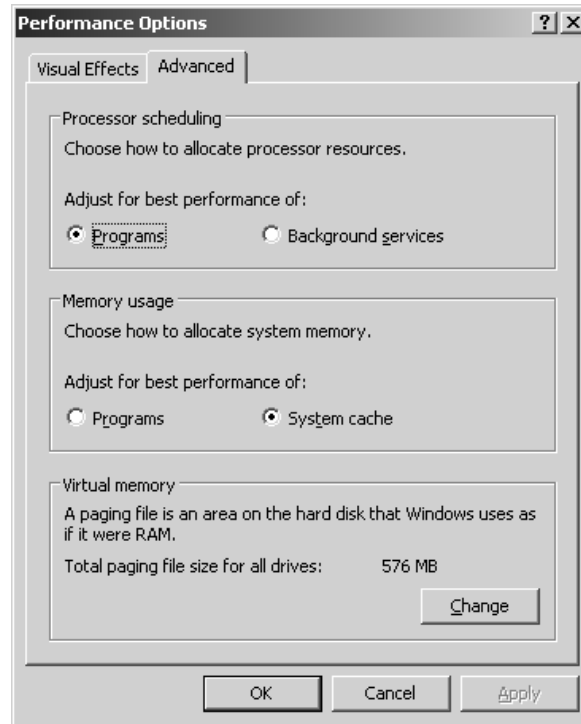 Performance Options
Visual Effects Advanced
Processor scheduling
Choose how to allocate processor resources.
Adjust for best performance of:
Programs Background services
Memory usage
Choose how to allocate system memory.
Adjust for best performance of:
Programs System cache
Virtual memory
A paging file is an area on the hard disk that Windows uses as
if it were RAM.
Total paging file size for all drives: 576 MB
Change
OK Cancel Apply